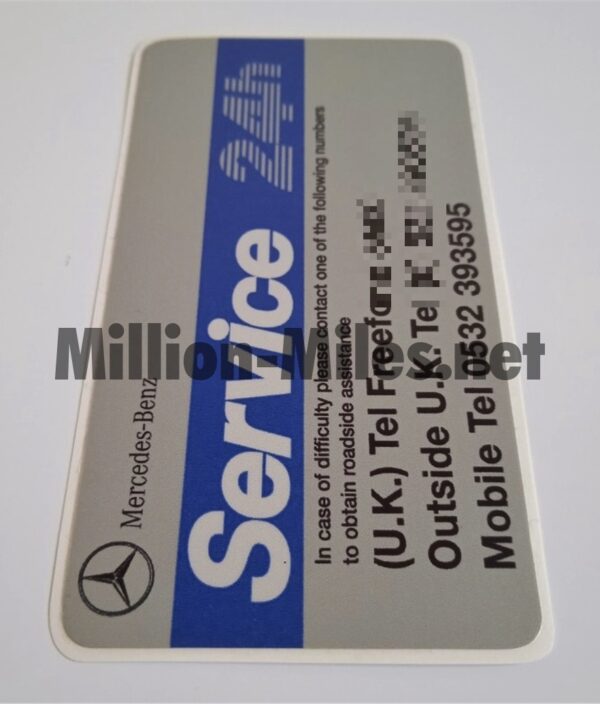 Mercedes-Benz
Service 24h
In case of difficulty please contact one of the following numbers
to obtain roadside assistance
(U.K.) Tel Freefone
Outside U.K. Tel
Mobile Tel 0532 393595
Million-Miles.net